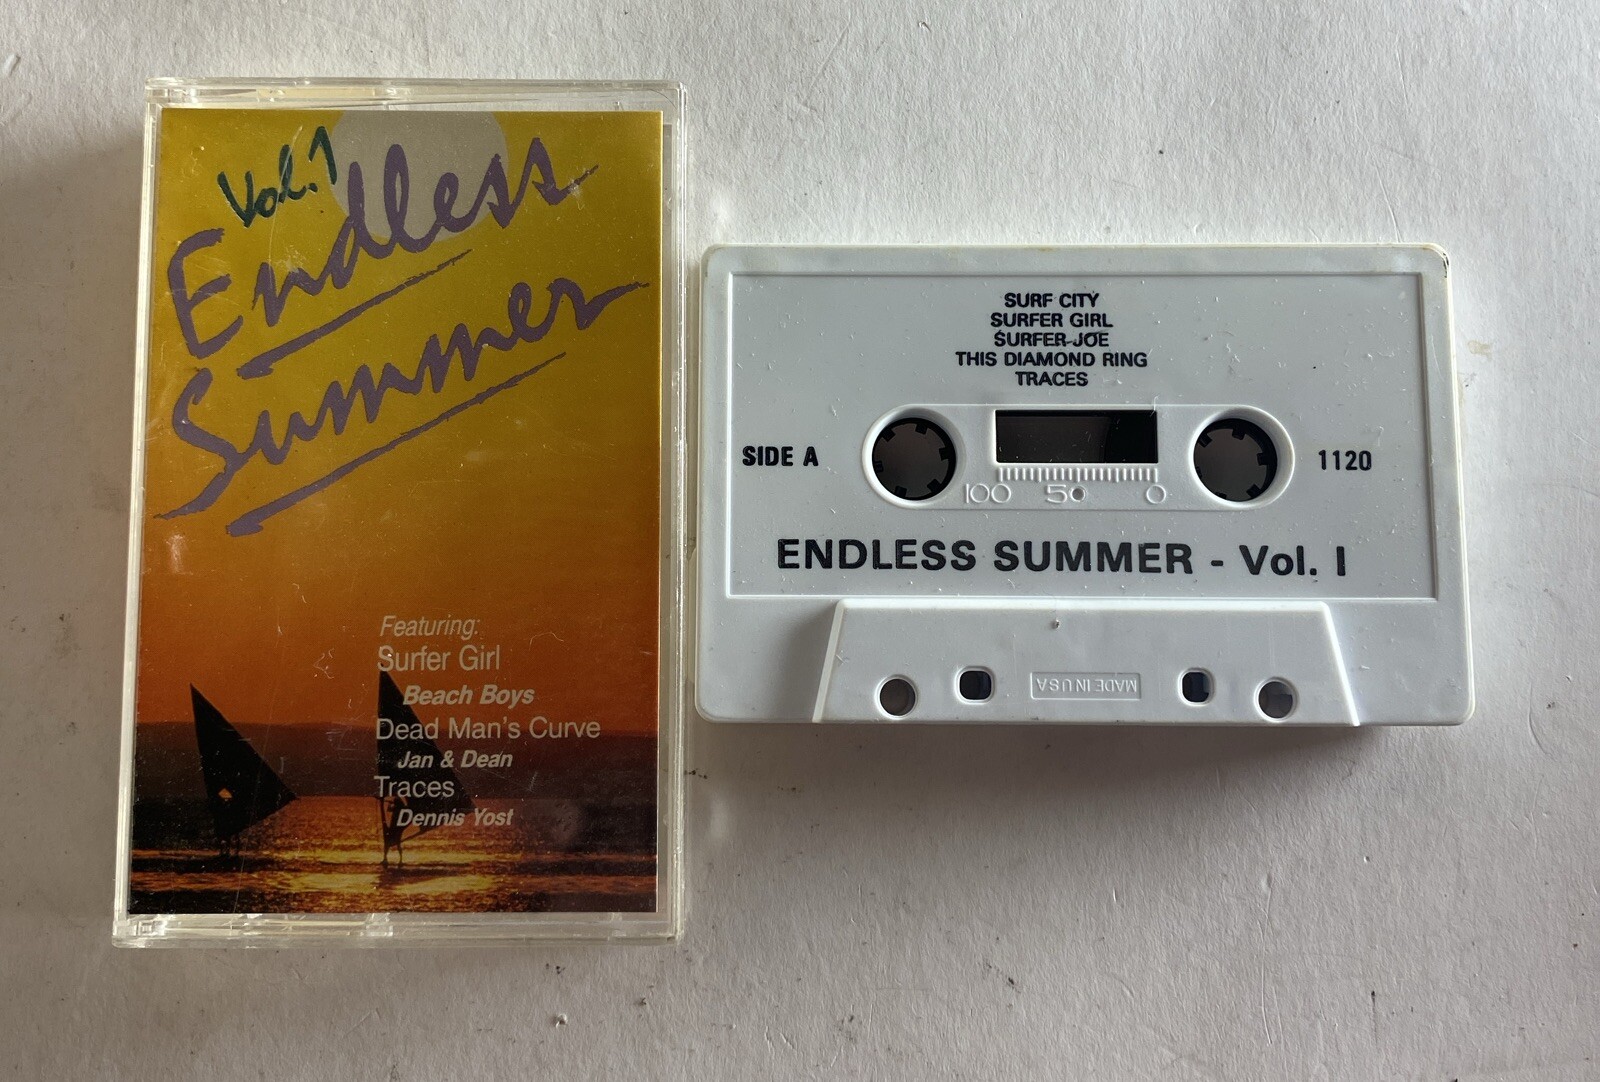 Vol. 1
Endless
Summer
Featuring:
Surfer Girl
Beach Boys
Dead Man's Curve
Jan & Dean
Traces
Dennis Yost
SURF CITY
SURFER GIRL
SURFER JOE
THIS DIAMOND RING
TRACES
SIDE A
1120
100 50 0
ENDLESS SUMMER - Vol. I
MADE IN USA